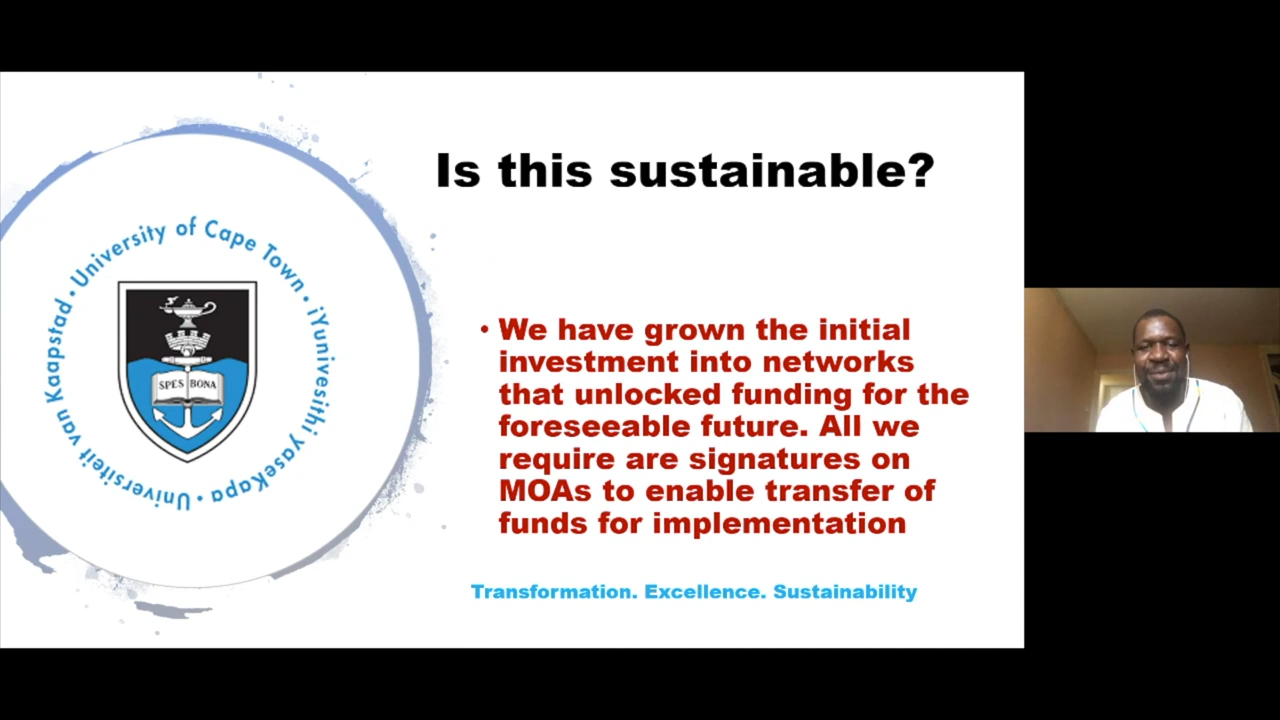 Is this sustainable?
University of Cape Town • iYunivesithi yaseKapa • Universiteit van Kaapstad •
SPES BONA
• We have grown the initial
investment into networks
that unlocked funding for the
foreseeable future. All we
require are signatures on
MOAs to enable transfer of
funds for implementation
Transformation. Excellence. Sustainability